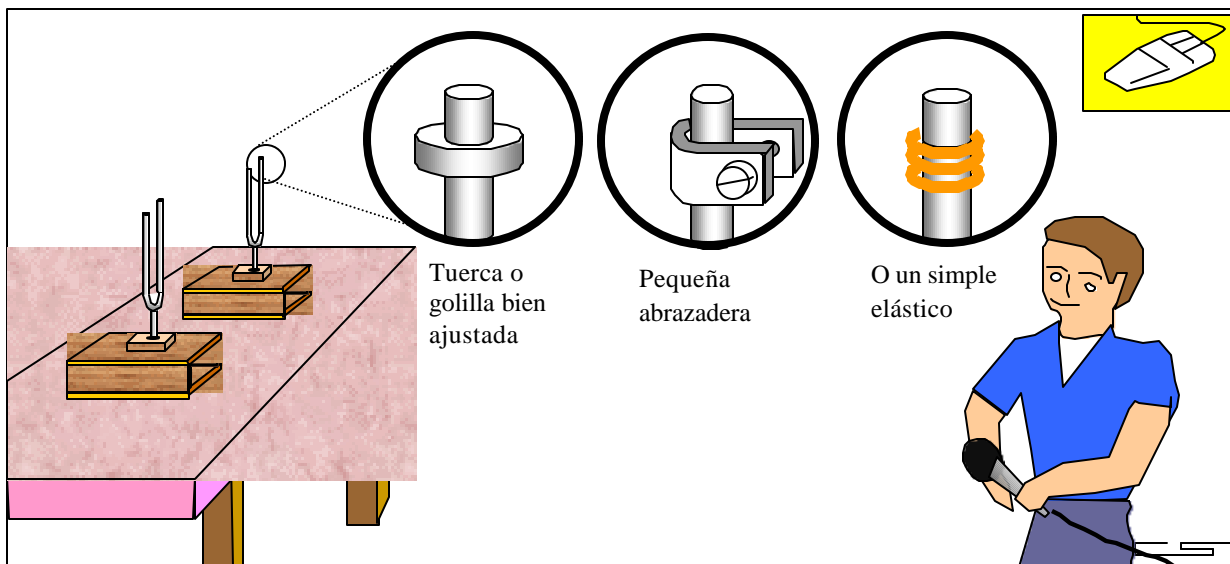 Tuerca o
golilla bien
ajustada
Pequeña
abrazadera
O un simple
elástico